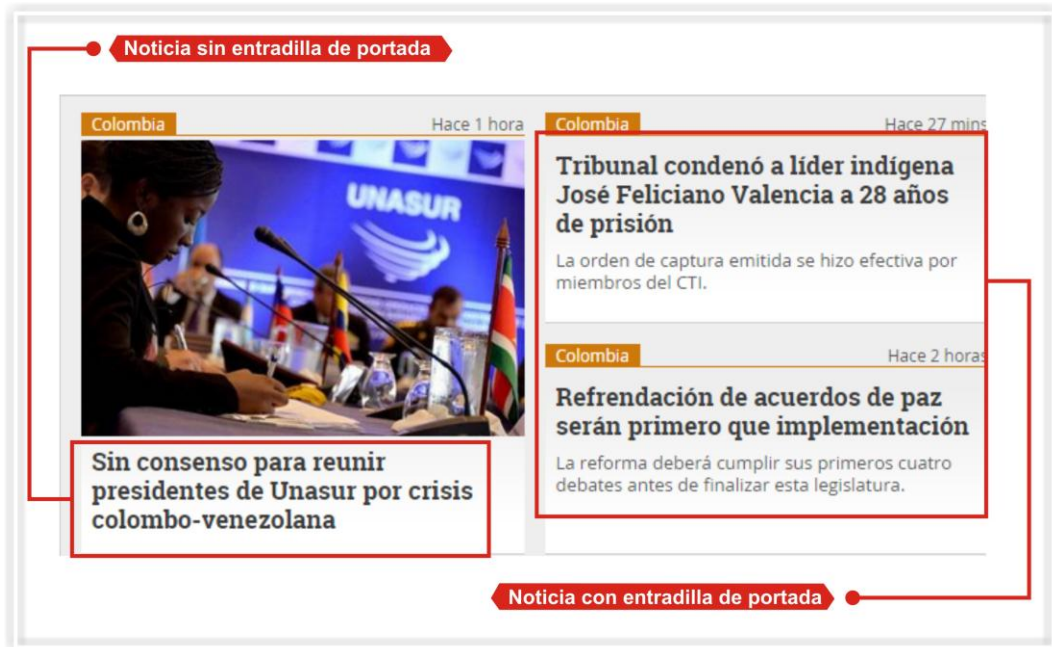 Noticia sin entradilla de portada
Colombia
Hace 1 hora
UNASUR
Sin consenso para reunir
presidentes de Unasur por crisis
colombo-venezolana
Colombia
Hace 27 mins
Tribunal condenó a líder indígena
José Feliciano Valencia a 28 años
de prisión
La orden de captura emitida se hizo efectiva por
miembros del CTI.
Colombia
Hace 2 horas
Refrendación de acuerdos de paz
serán primero que implementación
La reforma deberá cumplir sus primeros cuatro
debates antes de finalizar esta legislatura.
Noticia con entradilla de portada